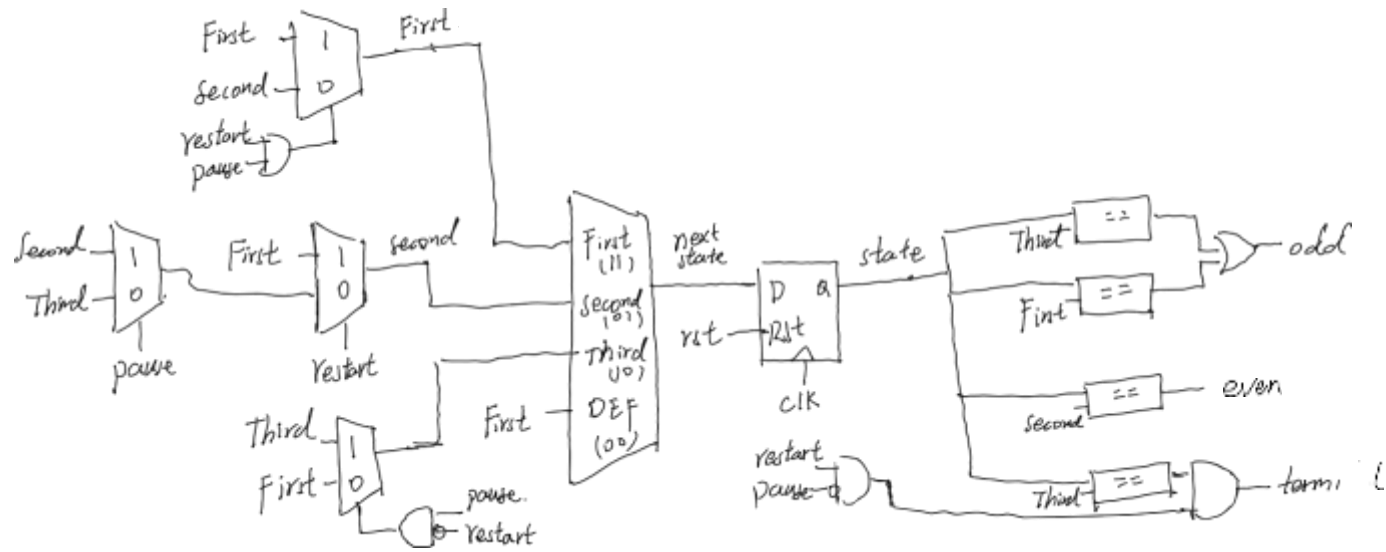 First
1
First
Second
0
restart
pause
Second
1
Third
0
pause
First
1
second
0
restart
First
(11)
second
(01)
Third
(10)
DEF
(00)
First
Third
1
First
0
pause.
restart
next
state
D
Q
rst
Rst
clk
state
Third
==
odd
First
==
even
second
==
restart
pause
Third
==